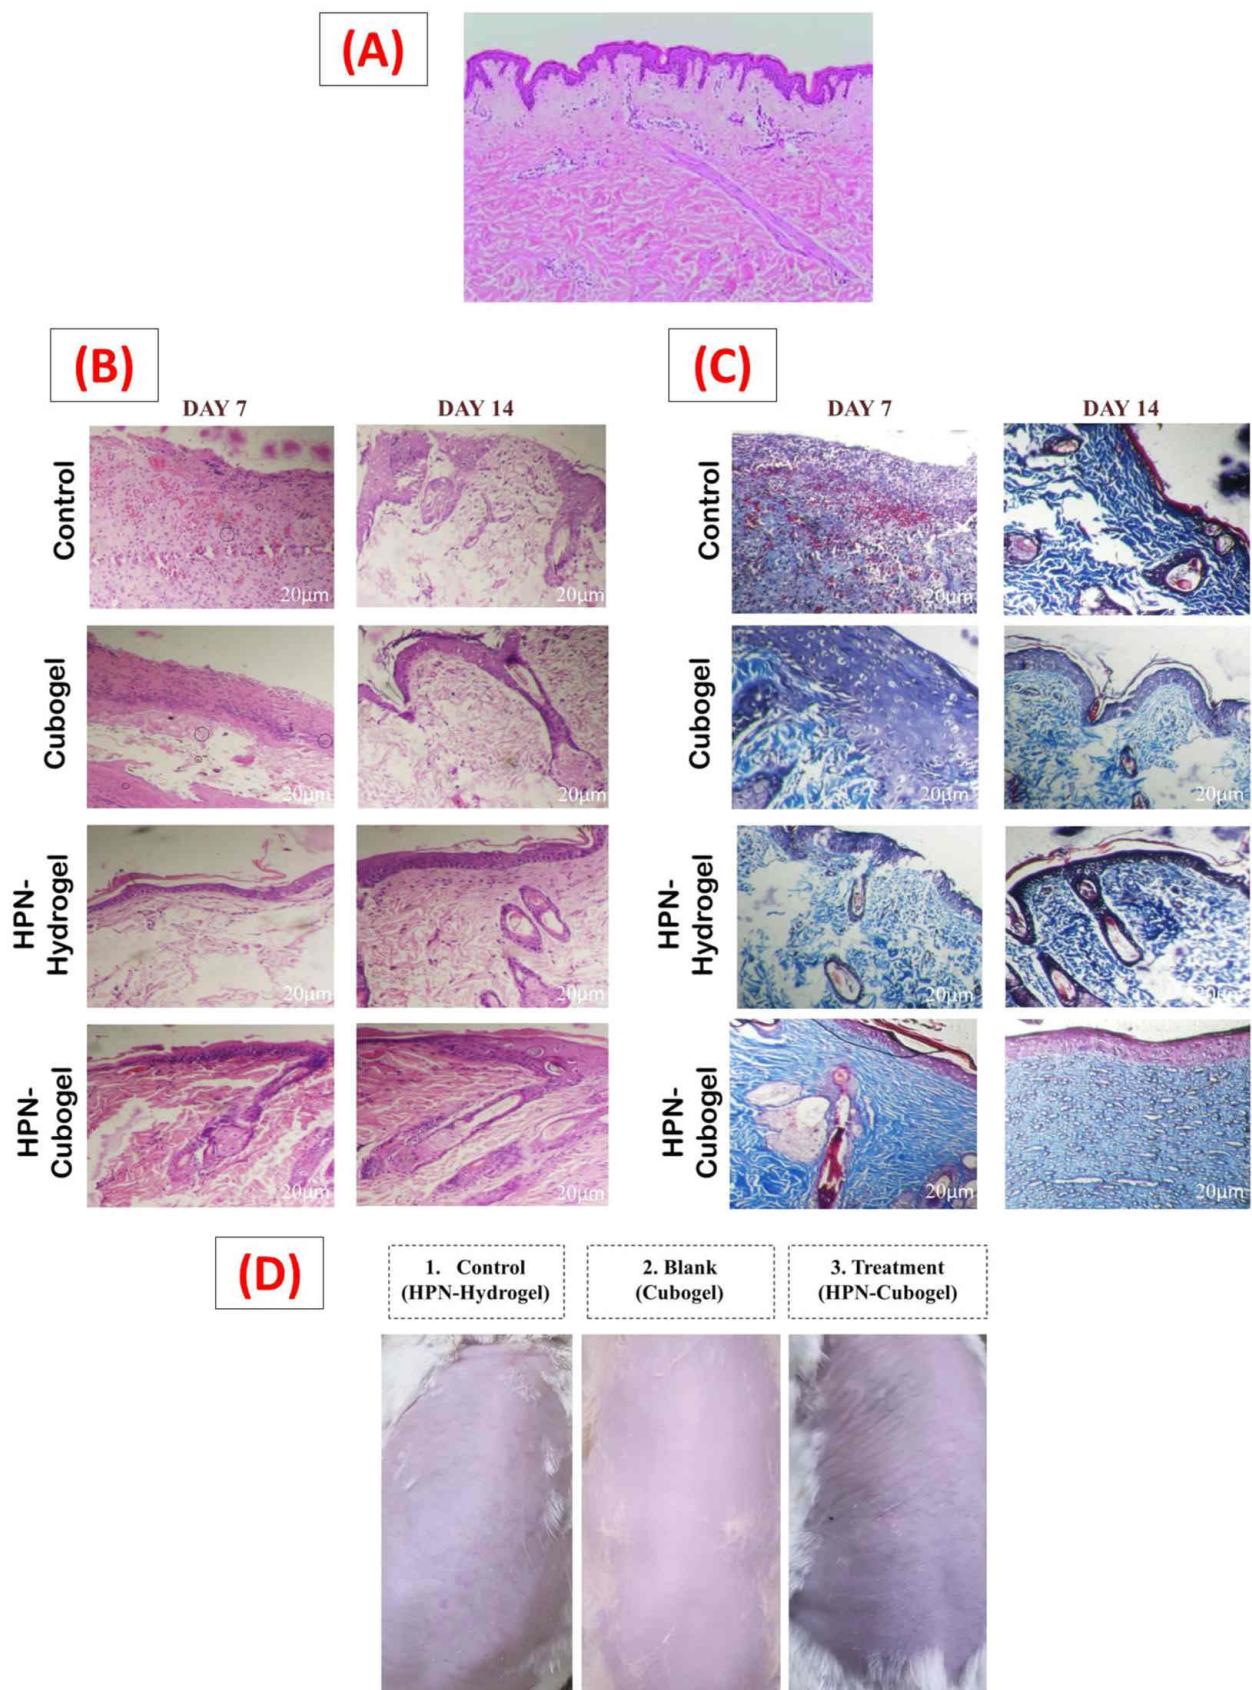 (A)
(B)
(C)
DAY 7
DAY 14
DAY 7
DAY 14
Control
20μm
20μm
Control
20μm
20μm
Cubogel
20μm
20μm
Cubogel
20μm
20μm
HPN-
Hydrogel
20μm
20μm
HPN-
Hydrogel
20μm
20μm
HPN-
Cubogel
20μm
20μm
HPN-
Cubogel
20μm
20μm
(D)
1. Control
(HPN-Hydrogel)
2. Blank
(Cubogel)
3. Treatment
(HPN-Cubogel)